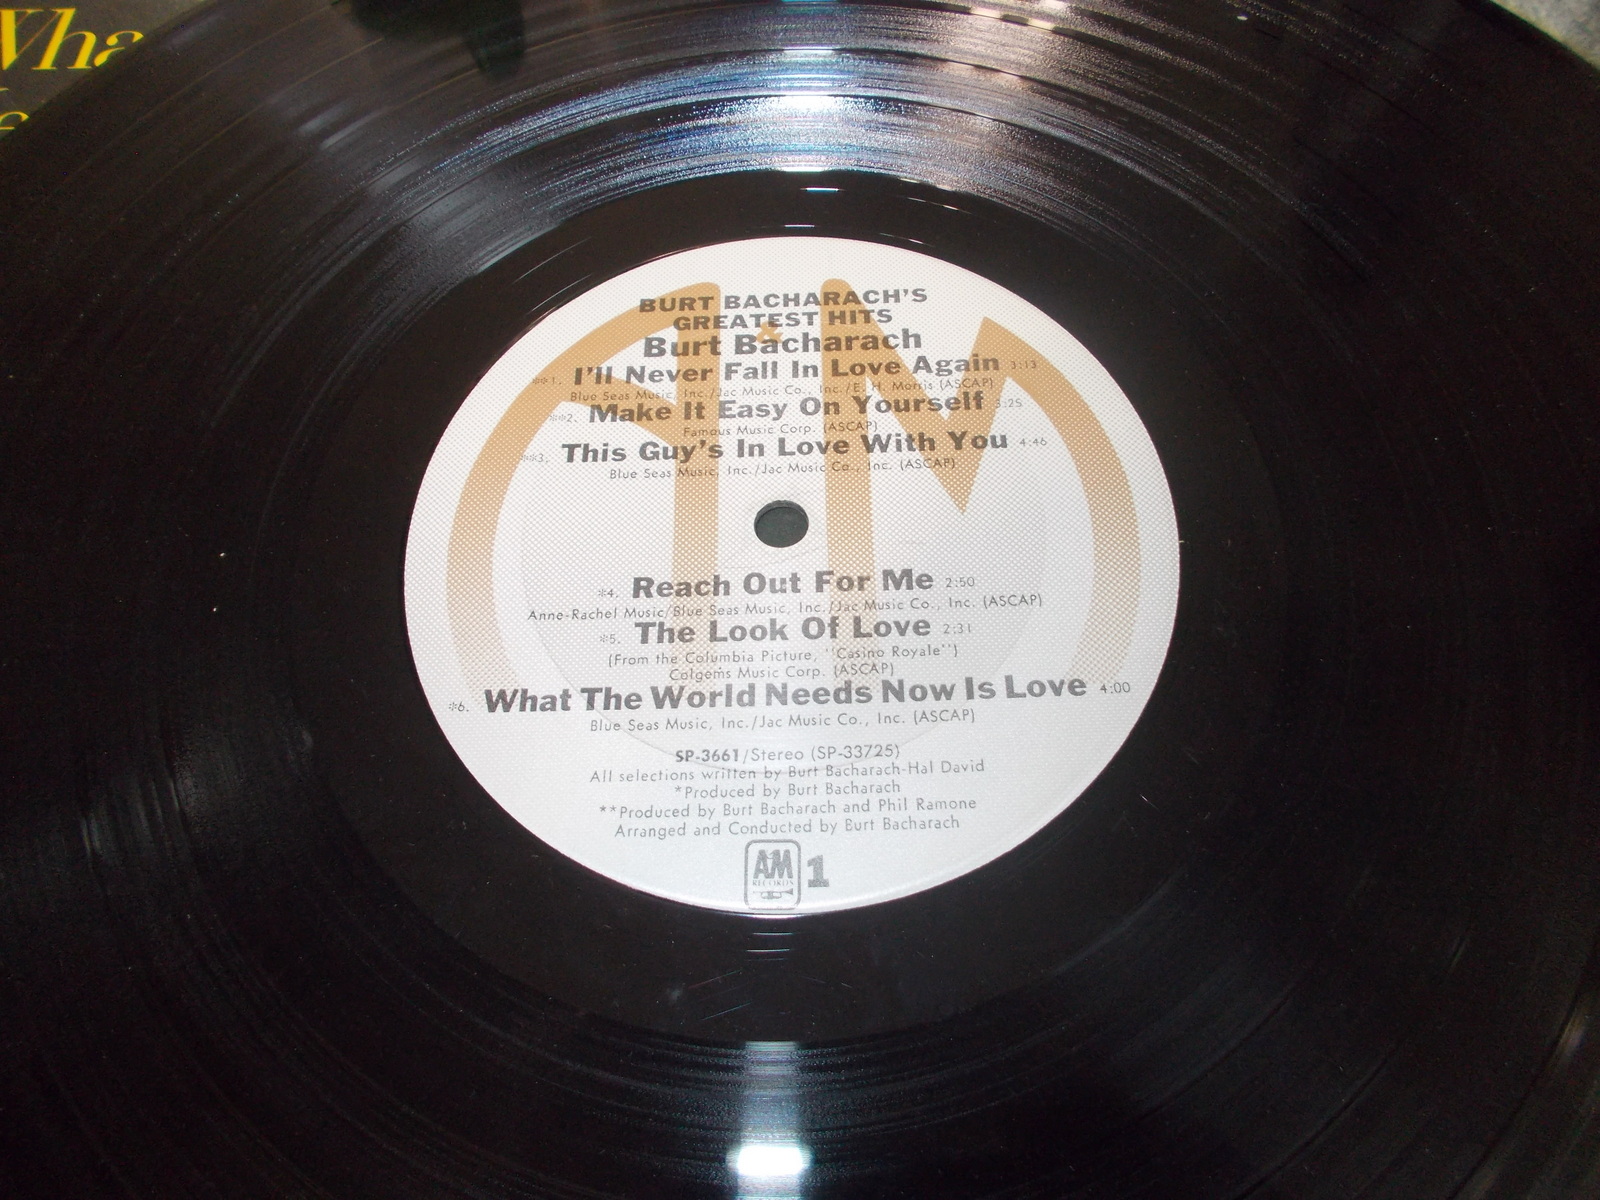 Wha
BURT BACHARACH'S
GREATEST HITS
Burt Bacharach
**1. I'll Never Fall In Love Again 3:13
Blue Seas Music, Inc./Jac Music Co., Inc./E. H. Morris (ASCAP)
**2. Make It Easy On Yourself 3:25
Famous Music Corp. (ASCAP)
**3. This Guy's In Love With You 4:46
Blue Seas Music, Inc./Jac Music Co., Inc. (ASCAP)
*4. Reach Out For Me 2:50
Anne-Rachel Music/Blue Seas Music, Inc./Jac Music Co., Inc. (ASCAP)
*5. The Look Of Love 2:31
(From the Columbia Picture, "Casino Royale")
Colgems Music Corp. (ASCAP)
*6. What The World Needs Now Is Love 4:00
Blue Seas Music, Inc./Jac Music Co., Inc. (ASCAP)
SP-3661/Stereo (SP-33725)
All selections written by Burt Bacharach-Hal David
*Produced by Burt Bacharach
**Produced by Burt Bacharach and Phil Ramone
Arranged and Conducted by Burt Bacharach
A&M
RECORDS
1